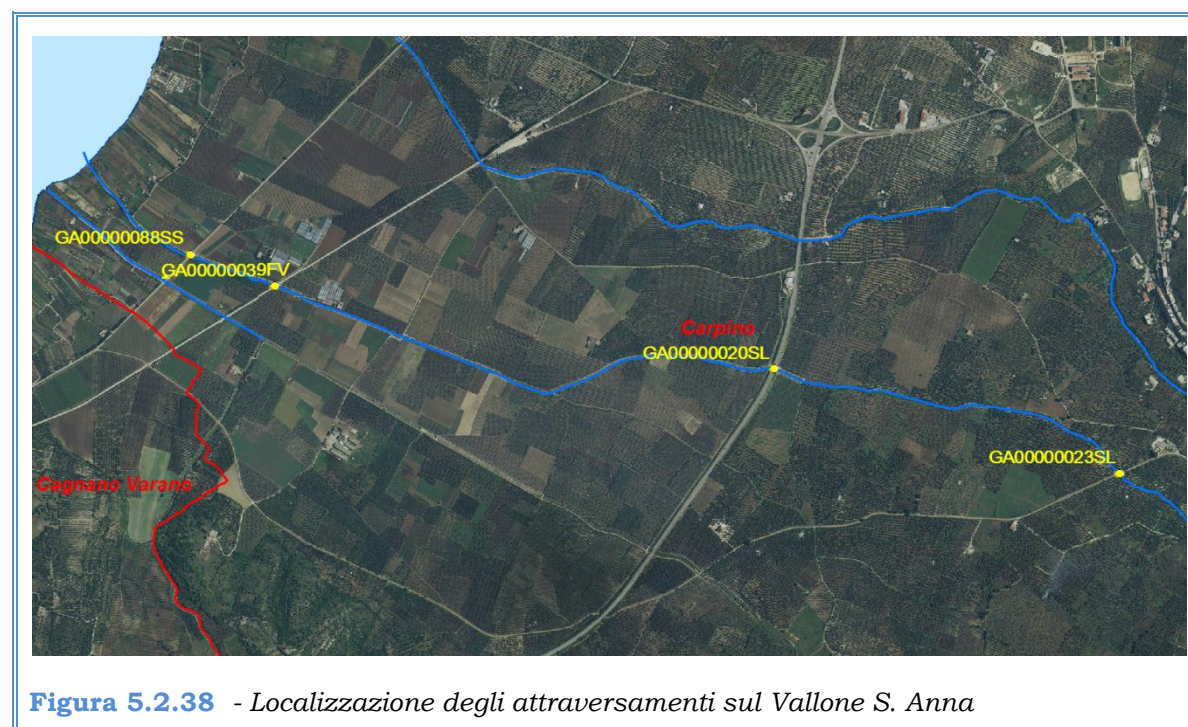 GA00000088SS
GA00000039FV
Carpino
GA00000020SL
GA00000023SL
Cagnano Varano
Figura 5.2.38 - Localizzazione degli attraversamenti sul Vallone S. Anna